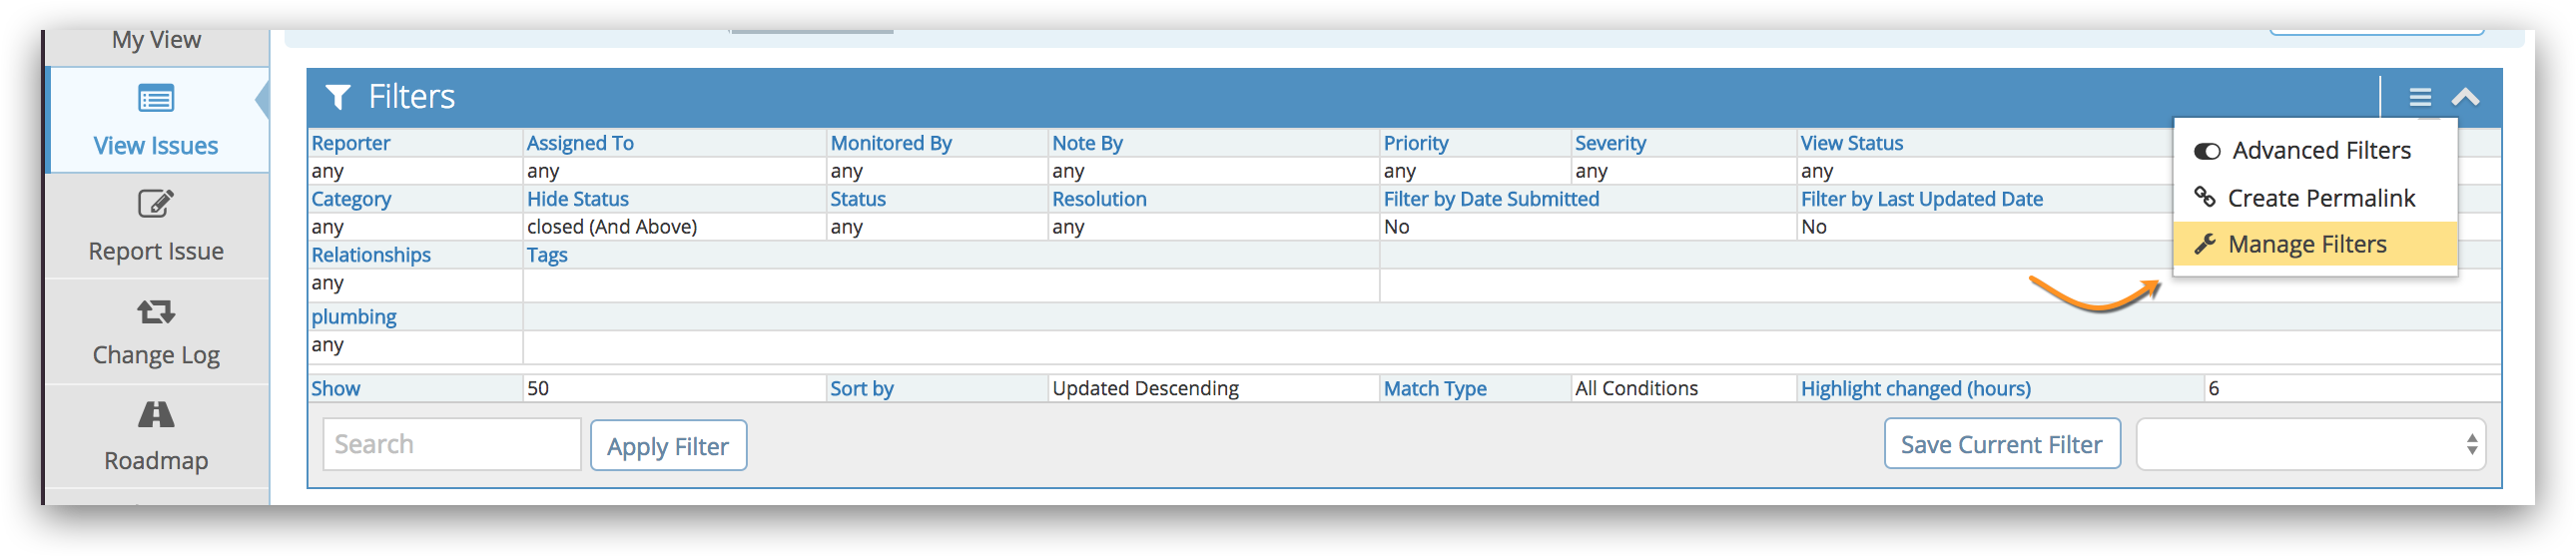 My View
View Issues
Report Issue
Change Log
Roadmap
Filters
Advanced Filters
Create Permalink
Manage Filters
Reporter Assigned To Monitored By Note By Priority Severity View Status
any any any any any any any
Category Hide Status Status Resolution Filter by Date Submitted Filter by Last Updated Date
any closed (And Above) any any No No
Relationships Tags
any
plumbing
any
Show 50 Sort by Updated Descending Match Type All Conditions Highlight changed (hours) 6
Search Apply Filter Save Current Filter